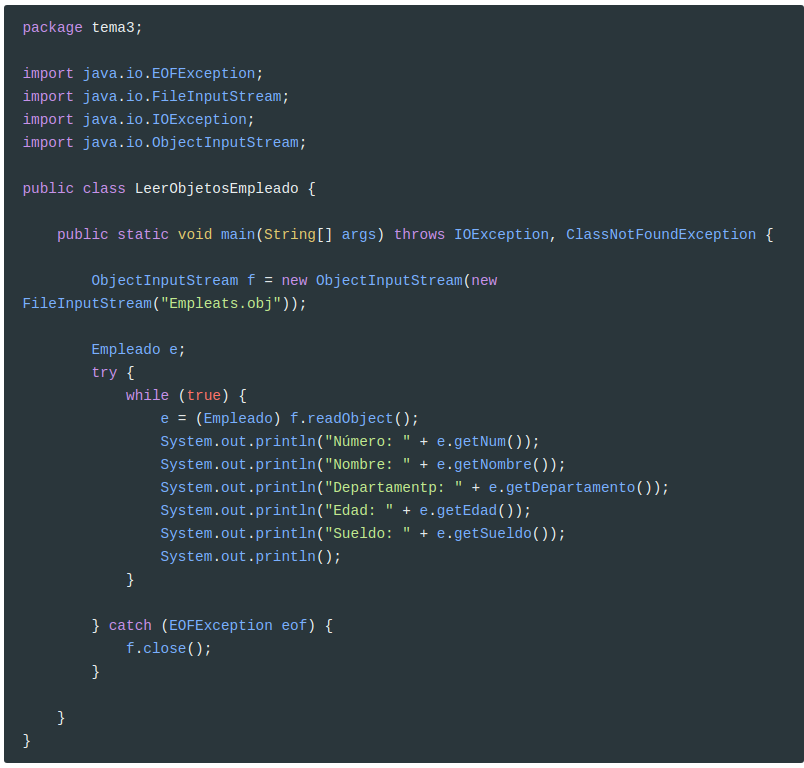 package tema3;
import java.io.EOFException;
import java.io.FileInputStream;
import java.io.IOException;
import java.io.ObjectInputStream;
public class LeerObjetosEmpleado {
public static void main(String[] args) throws IOException, ClassNotFoundException {
ObjectInputStream f = new ObjectInputStream(new
FileInputStream("Empleats.obj"));
Empleado e;
try {
while (true) {
e = (Empleado) f.readObject();
System.out.println("Número: " + e.getNum());
System.out.println("Nombre: " + e.getNombre());
System.out.println("Departamentp: " + e.getDepartamento());
System.out.println("Edad: " + e.getEdad());
System.out.println("Sueldo: " + e.getSueldo());
System.out.println();
}
} catch (EOFException eof) {
f.close();
}
}
}